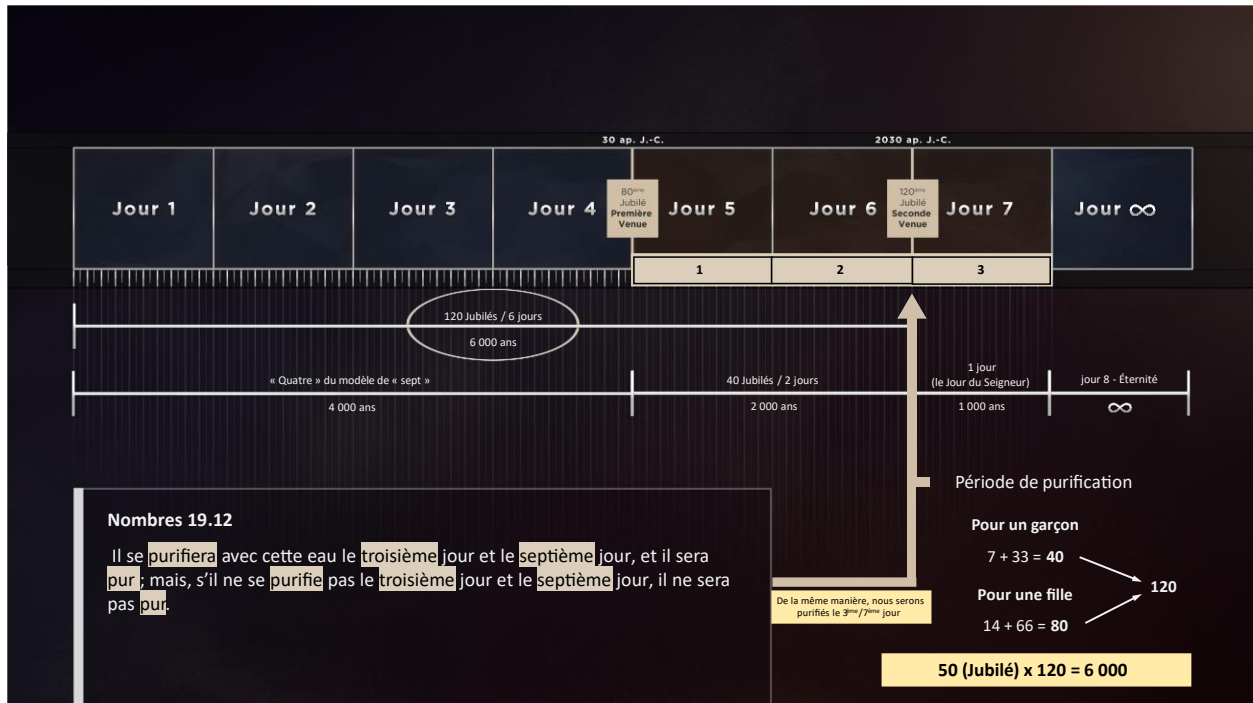 30 ap. J.-C.
2030 ap. J.-C.
Jour 1
Jour 2
Jour 3
Jour 4
80ème
Jubilé
Première
Venue
Jour 5
Jour 6
120ème
Jubilé
Seconde
Venue
Jour 7
Jour ∞
1
2
3
120 Jubilés / 6 jours
6 000 ans
« Quatre » du modèle de « sept »
4 000 ans
40 Jubilés / 2 jours
2 000 ans
1 jour
(le Jour du Seigneur)
1 000 ans
jour 8 - Éternité
∞
Nombres 19.12
Il se purifiera avec cette eau le troisième jour et le septième jour, et il sera
pur ; mais, s’il ne se purifie pas le troisième jour et le septième jour, il ne sera
pas pur.
De la même manière, nous serons
purifiés le 3ème/7ème jour
Période de purification
Pour un garçon
7 + 33 = 40
Pour une fille
14 + 66 = 80
120
50 (Jubilé) x 120 = 6 000